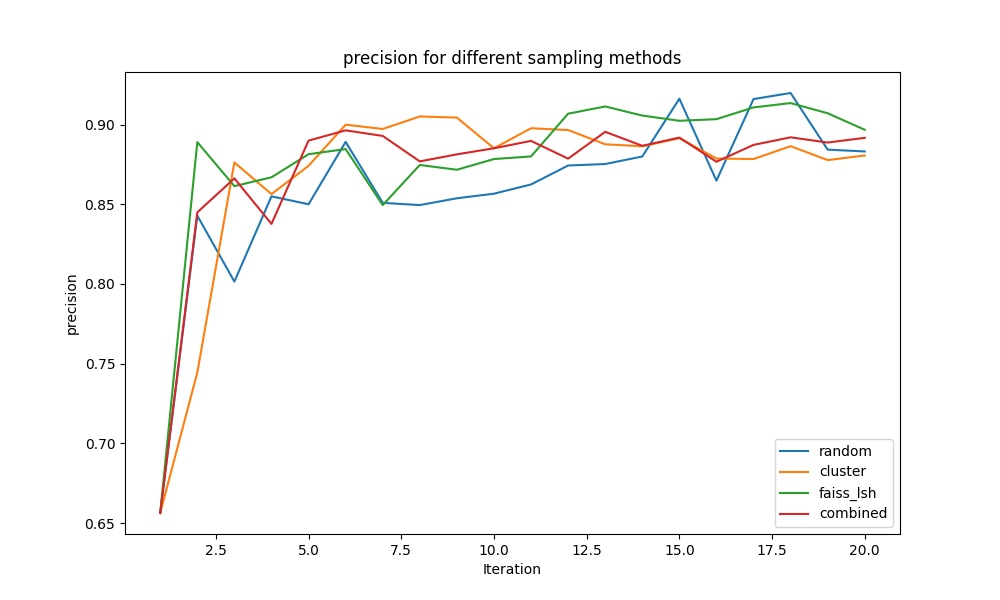 precision for different sampling methods
precision
0.90
0.85
0.80
0.75
0.70
0.65
2.5 5.0 7.5 10.0 12.5 15.0 17.5 20.0
Iteration
random
cluster
faiss_lsh
combined